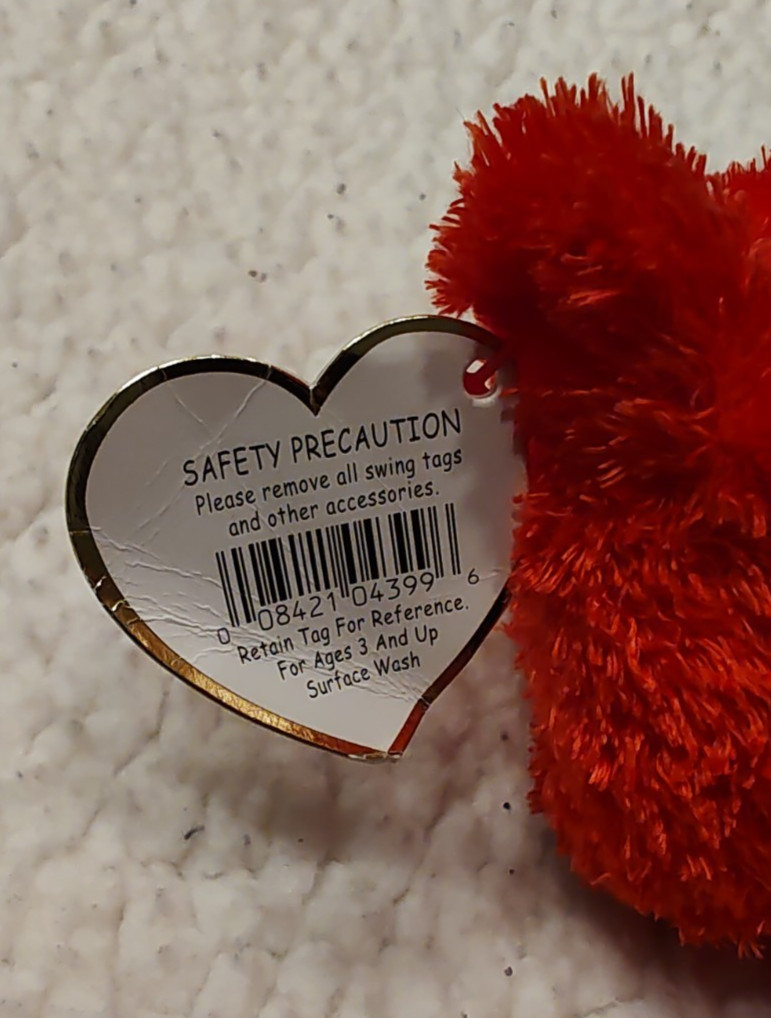 SAFETY PRECAUTION
Please remove all swing tags
and other accessories.
0 08421 04399 6
Retain Tag For Reference.
For Ages 3 And Up
Surface Wash